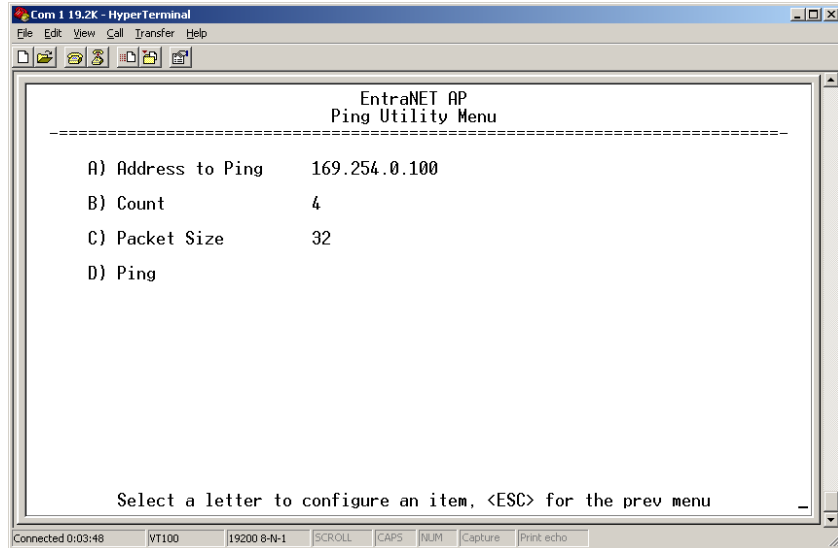 Com 1 19.2K - HyperTerminal
File Edit View Call Transfer Help
EntraNET AP
Ping Utility Menu
-==========================================================================-
A) Address to Ping 169.254.0.100
B) Count 4
C) Packet Size 32
D) Ping
Select a letter to configure an item, <ESC> for the prev menu _
Connected 0:03:48 VT100 19200 8-N-1 SCROLL CAPS NUM Capture Print echo